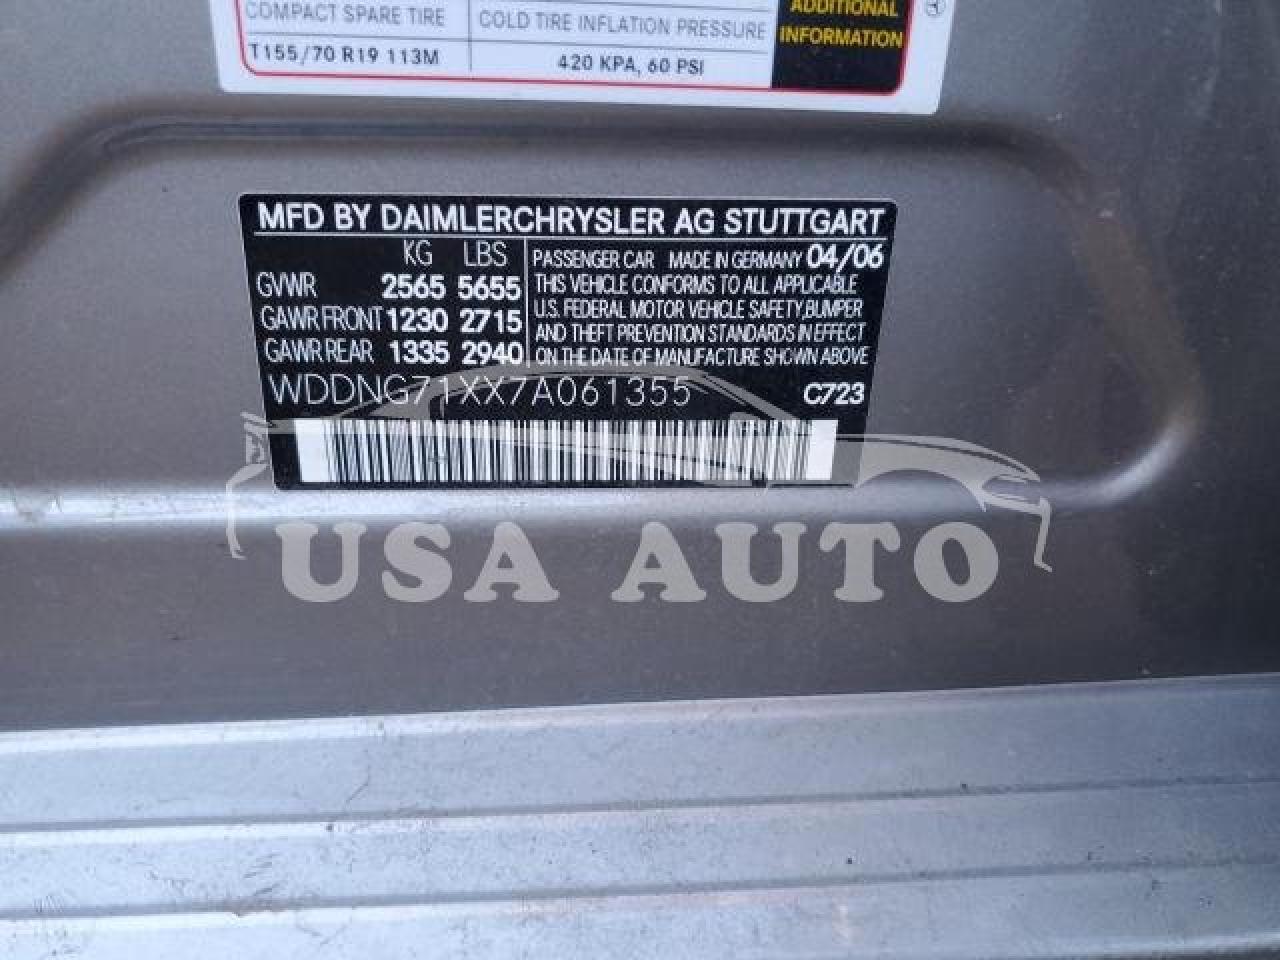 COMPACT SPARE TIRE COLD TIRE INFLATION PRESSURE ADDITIONAL
T155/70 R19 113M 420 KPA, 60 PSI INFORMATION
MFD BY DAIMLERCHRYSLER AG STUTTGART
KG LBS PASSENGER CAR MADE IN GERMANY 04/06
GVWR 2565 5655 THIS VEHICLE CONFORMS TO ALL APPLICABLE
GAWR FRONT 1230 2715 U.S. FEDERAL MOTOR VEHICLE SAFETY, BUMPER
AND THEFT PREVENTION STANDARDS IN EFFECT
GAWR REAR 1335 2940 ON THE DATE OF MANUFACTURE SHOWN ABOVE
WDDNG71XX7A061355 C723
USA AUTO